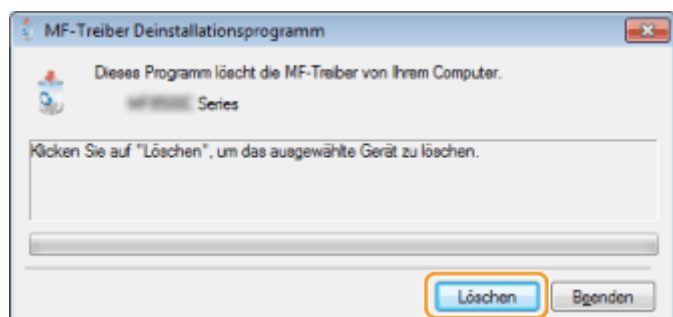 MF-Treiber Deinstallationsprogramm
Dieses Programm löscht die MF-Treiber von Ihrem Computer.
Series
Klicken Sie auf "Löschen", um das ausgewählte Gerät zu löschen.
Löschen
Beenden